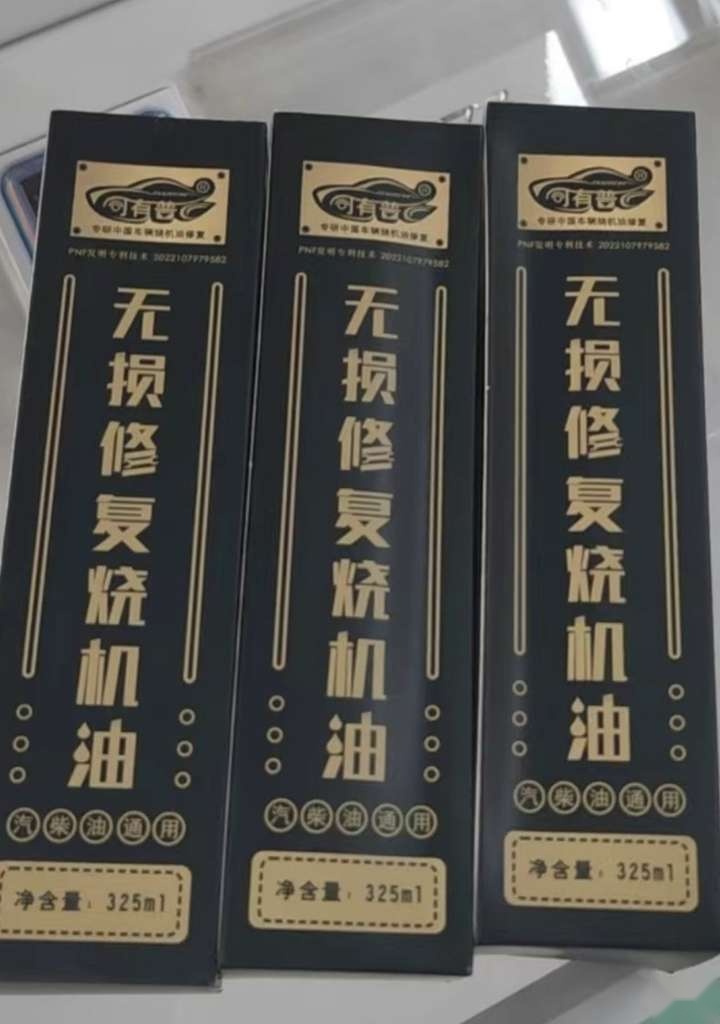 可有普
®
专研中国车辆烧机油修复
PNF发明专利技术 2022107979582
无损修复烧机油
汽柴油通用
净含量：325ml
可有普
®
专研中国车辆烧机油修复
PNF发明专利技术 2022107979582
无损修复烧机油
汽柴油通用
净含量：325ml
可有普
®
专研中国车辆烧机油修复
PNF发明专利技术 2022107979582
无损修复烧机油
汽柴油通用
净含量：325ml